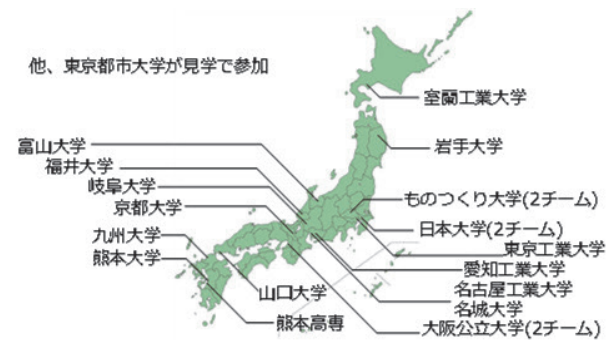 他、東京都市大学が見学で参加
室蘭工業大学
岩手大学
富山大学
福井大学
岐阜大学
京都大学
九州大学
熊本大学
ものつくり大学(2チーム)
日本大学(2チーム)
東京工業大学
愛知工業大学
名古屋工業大学
名城大学
大阪公立大学(2チーム)
山口大学
熊本高専